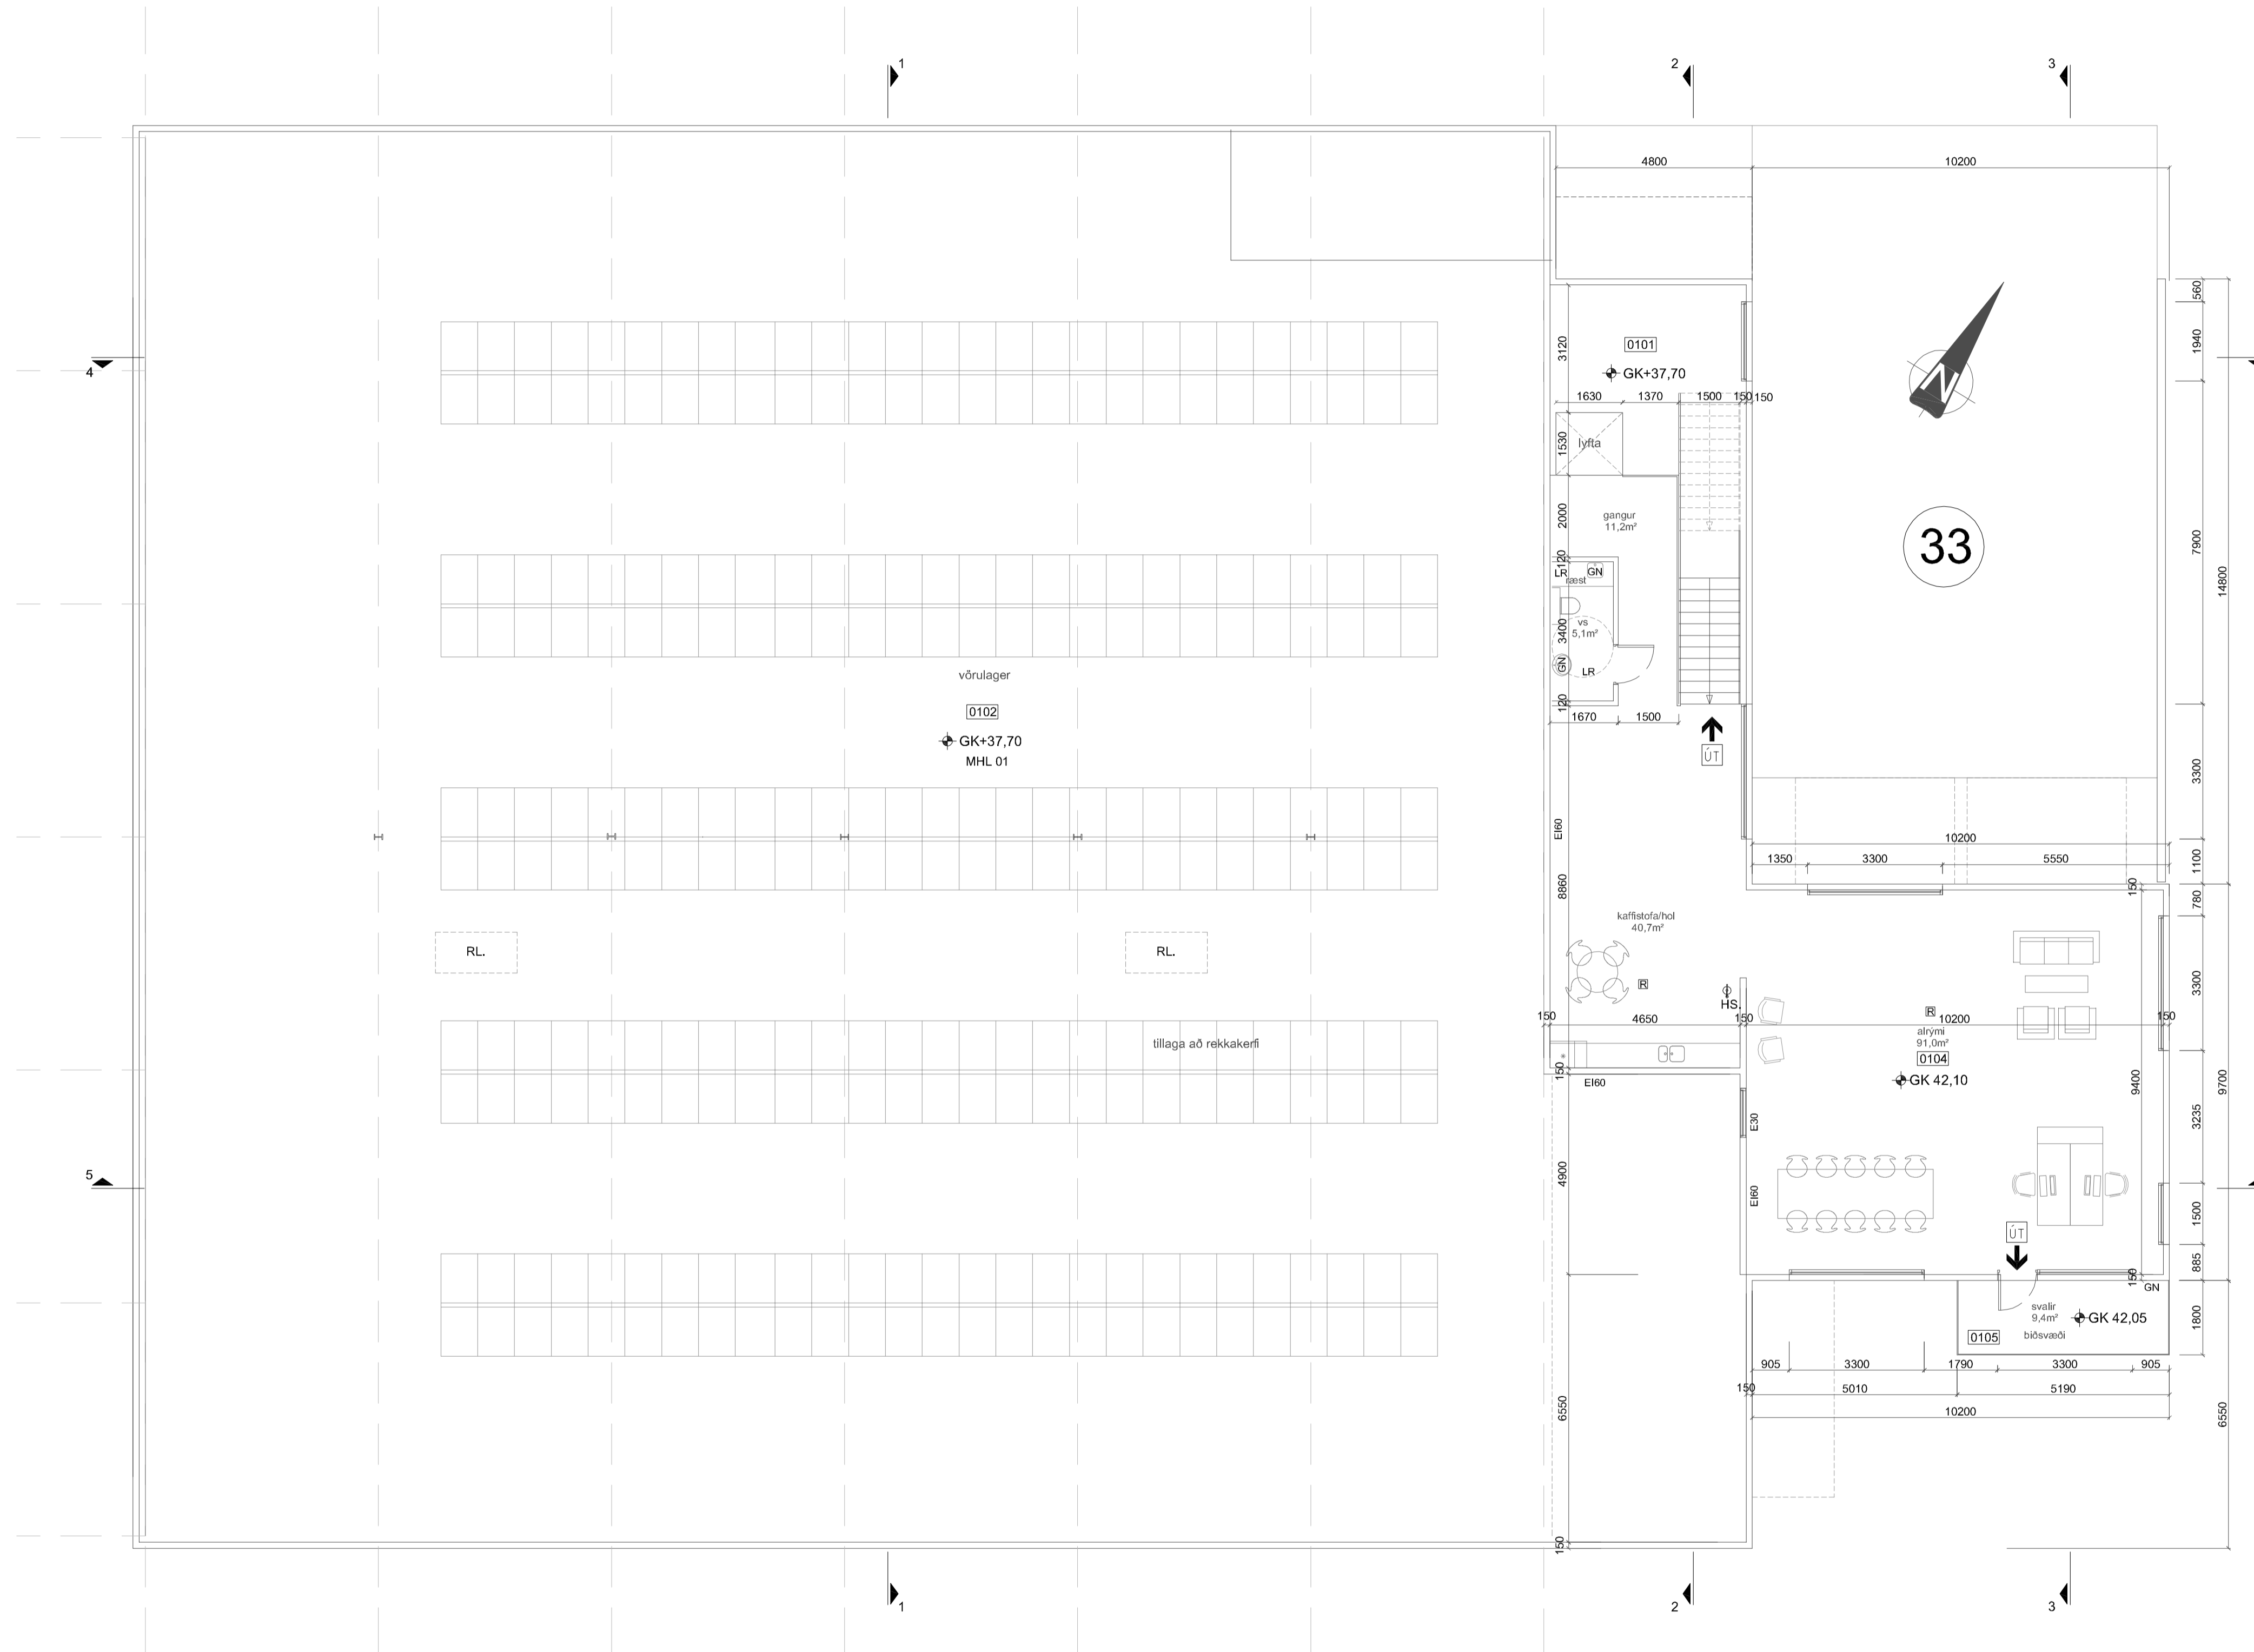 1
2
3
4800
10200
560
3120
0101
1940
4
GK+37,70
1630
1370
1500
150
150
N
1530
lyfta
2000
gangur
11,2m²
33
7900
14800
120
LR
GN
ræst
3400
vs
5,1m²
GN
LR
vörulager
0102
120
1670
1500
GK+37,70
MHL 01
ÚT
3300
EI60
10200
1350
3300
5550
1100
8860
150
780
kaffistofa/hol
40,7m²
RL.
RL.
R
HS.
3300
R
150
4650
150
10200
150
tillaga að rekkakerfi
alrými
91,0m²
0104
150
EI60
GK 42,10
9400
9700
E30
3235
5
4900
EI60
1500
ÚT
885
150
GN
svalir
9,4m²
GK 42,05
1800
0105
biðsvæði
905
3300
1790
3300
905
150
5010
5190
6550
10200
6550
150
1
2
3